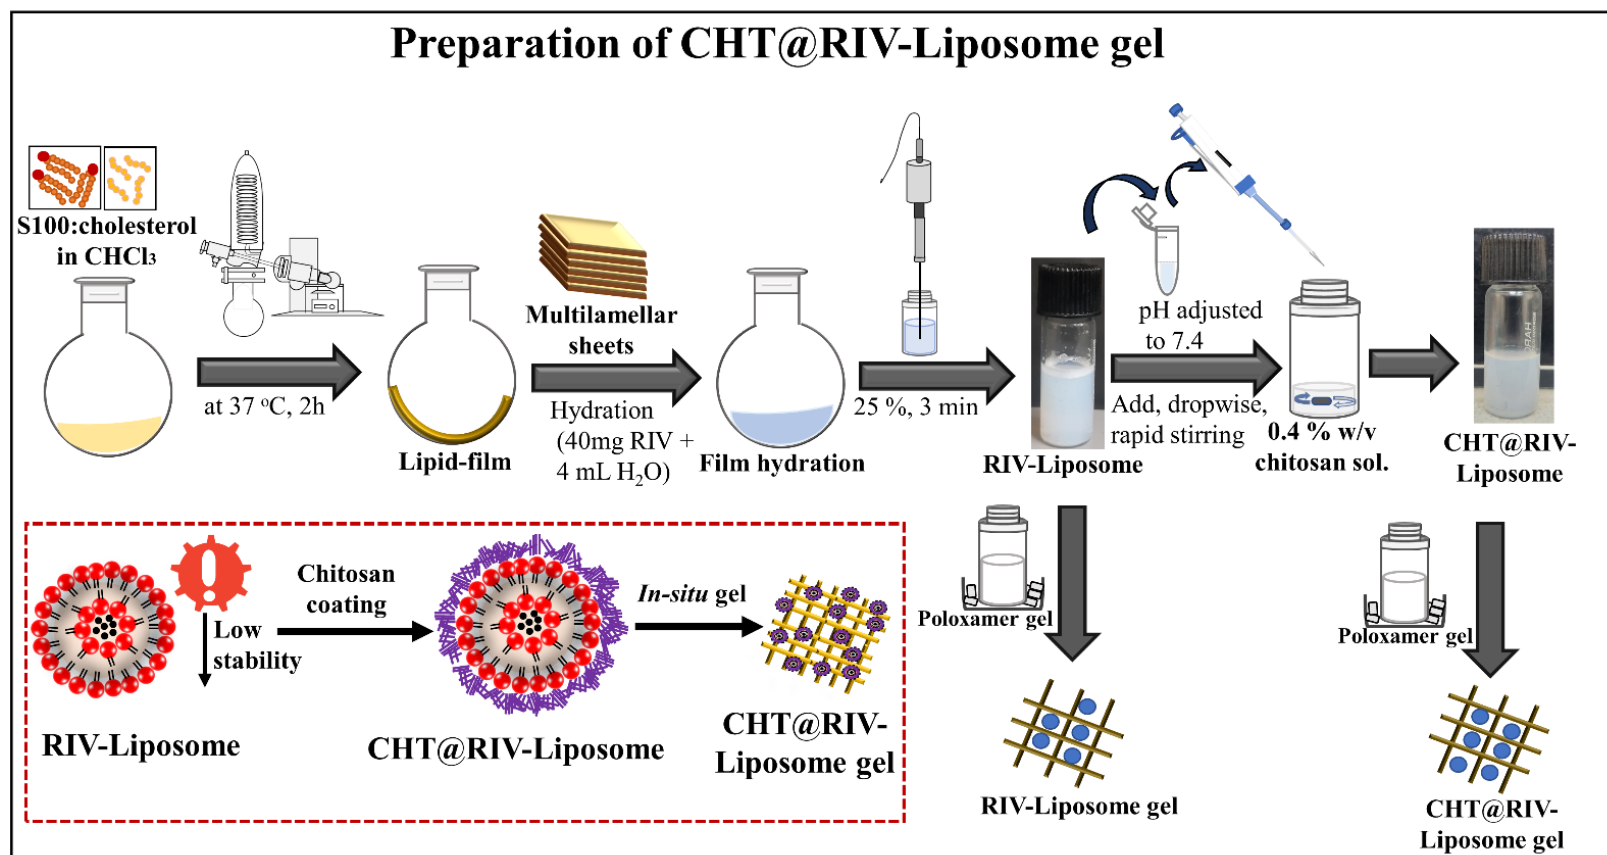 Preparation of CHT@RIV-Liposome gel
S100:cholesterol
in CHCl₃
at 37 °C, 2h
Lipid-film
Multilamellar
sheets
Hydration
(40mg RIV +
4 mL H₂O)
Film hydration
25 %, 3 min
RIV-Liposome
pH adjusted
to 7.4
Add, dropwise,
rapid stirring
0.4 % w/v
chitosan sol.
CHT@RIV-
Liposome
Low
stability
RIV-Liposome
Chitosan
coating
CHT@RIV-Liposome
In-situ gel
CHT@RIV-
Liposome gel
Poloxamer gel
RIV-Liposome gel
Poloxamer gel
CHT@RIV-
Liposome gel